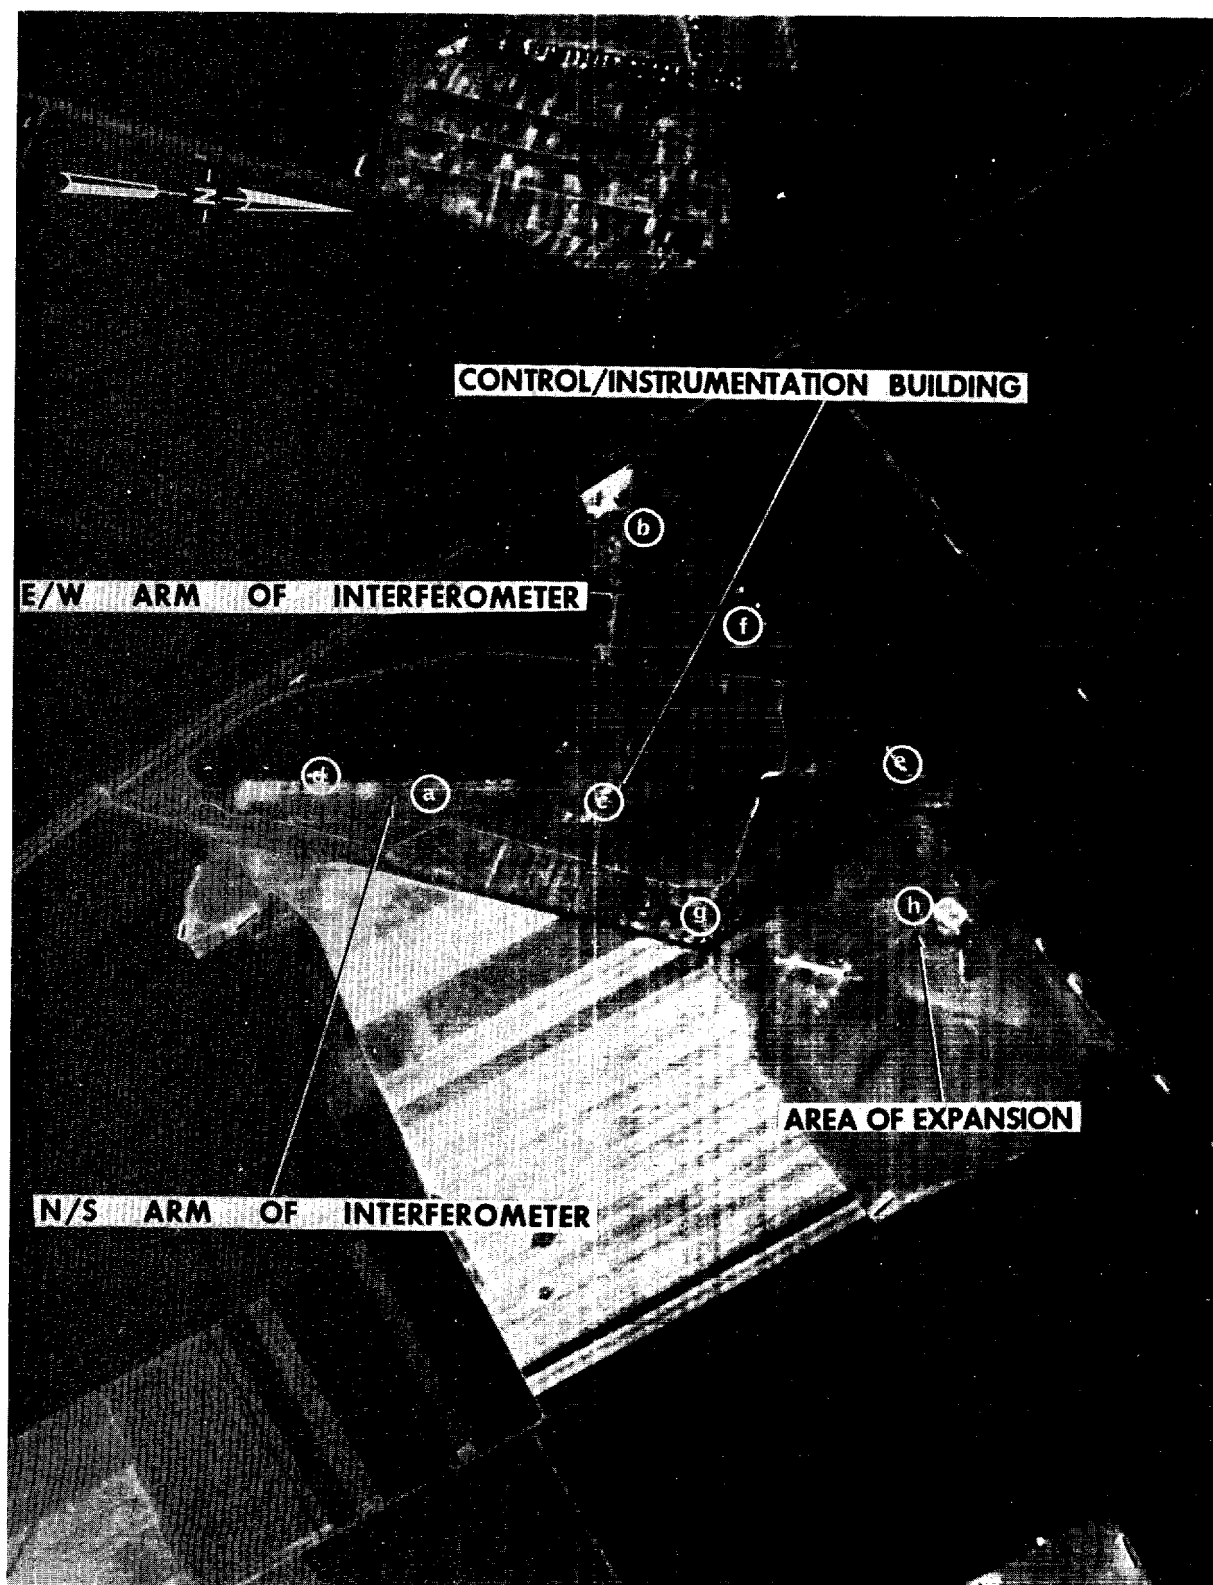 N
CONTROL/INSTRUMENTATION BUILDING
b
E/W ARM OF INTERFEROMETER
f
e
d
a
c
h
g
AREA OF EXPANSION
N/S ARM OF INTERFEROMETER